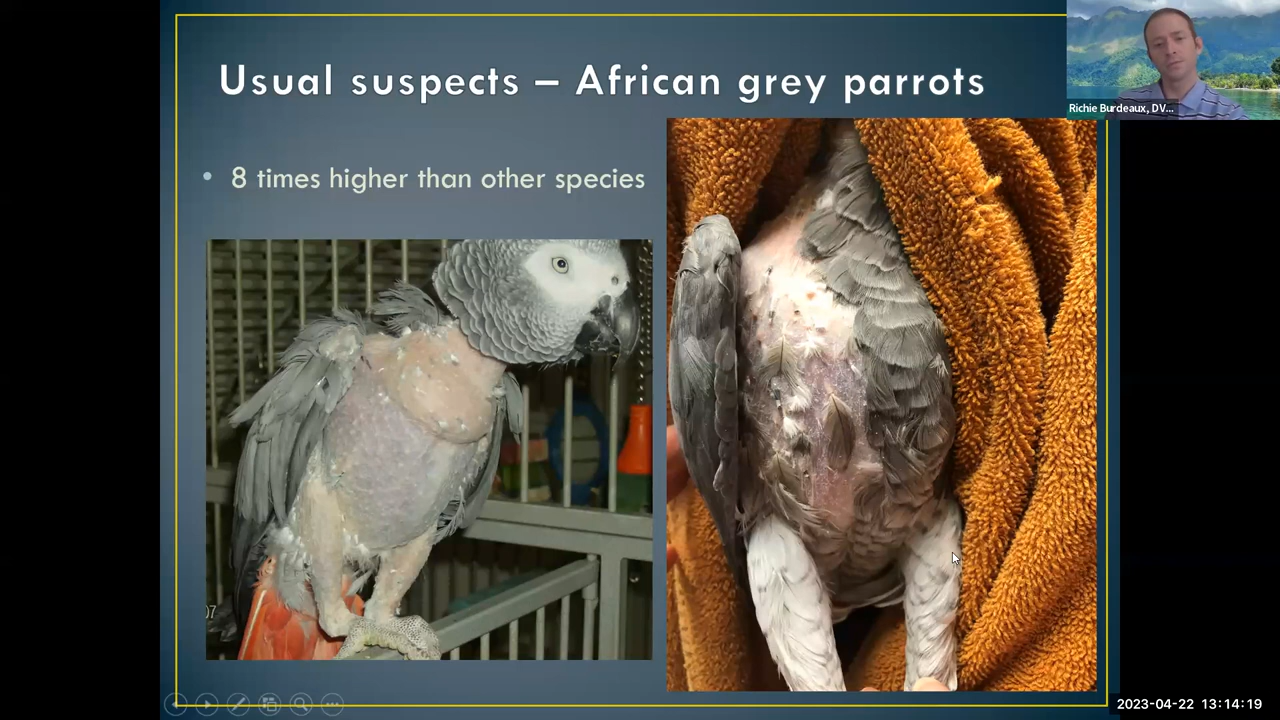 Usual suspects – African grey parrots
Richie Burdeaux, DV...
• 8 times higher than other species
07
2023-04-22 13:14:19